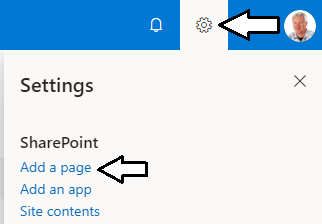 Settings
SharePoint
Add a page
Add an app
Site contents